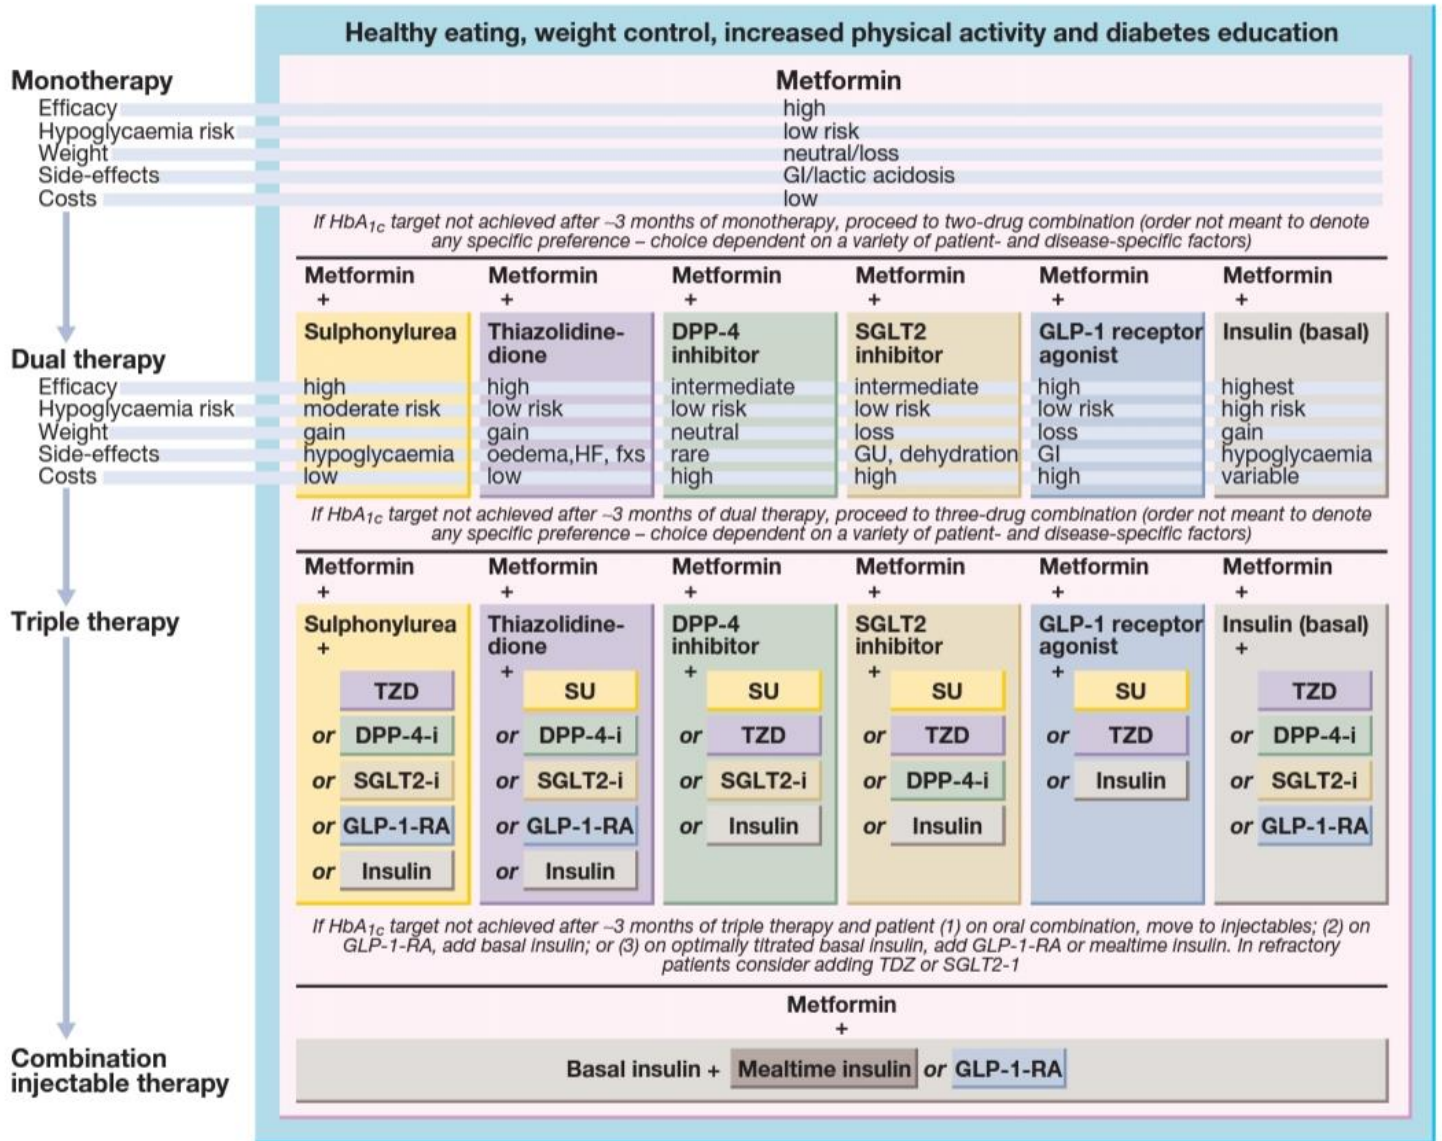 Healthy eating, weight control, increased physical activity and diabetes education
Monotherapy
Metformin
Efficacy
high
Hypoglycaemia risk
low risk
Weight
neutral/loss
Side-effects
GI/lactic acidosis
Costs
low
If HbA1c target not achieved after ~3 months of monotherapy, proceed to two-drug combination (order not meant to denote
any specific preference – choice dependent on a variety of patient- and disease-specific factors)
Metformin
+
Sulphonylurea
Metformin
+
Thiazolidine-
dione
Metformin
+
DPP-4
inhibitor
Metformin
+
SGLT2
inhibitor
Metformin
+
GLP-1 receptor
agonist
Metformin
+
Insulin (basal)
Dual therapy
Efficacy
high
high
intermediate
intermediate
high
highest
Hypoglycaemia risk
moderate risk
low risk
low risk
low risk
low risk
high risk
Weight
gain
gain
neutral
loss
loss
gain
Side-effects
hypoglycaemia
oedema,HF, fxs
rare
GU, dehydration
GI
hypoglycaemia
Costs
low
low
high
high
high
variable
If HbA1c target not achieved after ~3 months of dual therapy, proceed to three-drug combination (order not meant to denote
any specific preference – choice dependent on a variety of patient- and disease-specific factors)
Triple therapy
Metformin
+
Sulphonylurea
+
TZD
or DPP-4-i
or SGLT2-i
or GLP-1-RA
or Insulin
Metformin
+
Thiazolidine-
dione
+
SU
or DPP-4-i
or SGLT2-i
or GLP-1-RA
or Insulin
Metformin
+
DPP-4
inhibitor
+
SU
or TZD
or SGLT2-i
or Insulin
Metformin
+
SGLT2
inhibitor
+
SU
or TZD
or DPP-4-i
or Insulin
Metformin
+
GLP-1 receptor
agonist
+
SU
or TZD
or Insulin
Metformin
+
Insulin (basal)
+
TZD
or DPP-4-i
or SGLT2-i
or GLP-1-RA
If HbA1c target not achieved after ~3 months of triple therapy and patient (1) on oral combination, move to injectables; (2) on
GLP-1-RA, add basal insulin; or (3) on optimally titrated basal insulin, add GLP-1-RA or mealtime insulin. In refractory
patients consider adding TDZ or SGLT2-1
Combination
injectable therapy
Metformin
+
Basal insulin + Mealtime insulin or GLP-1-RA